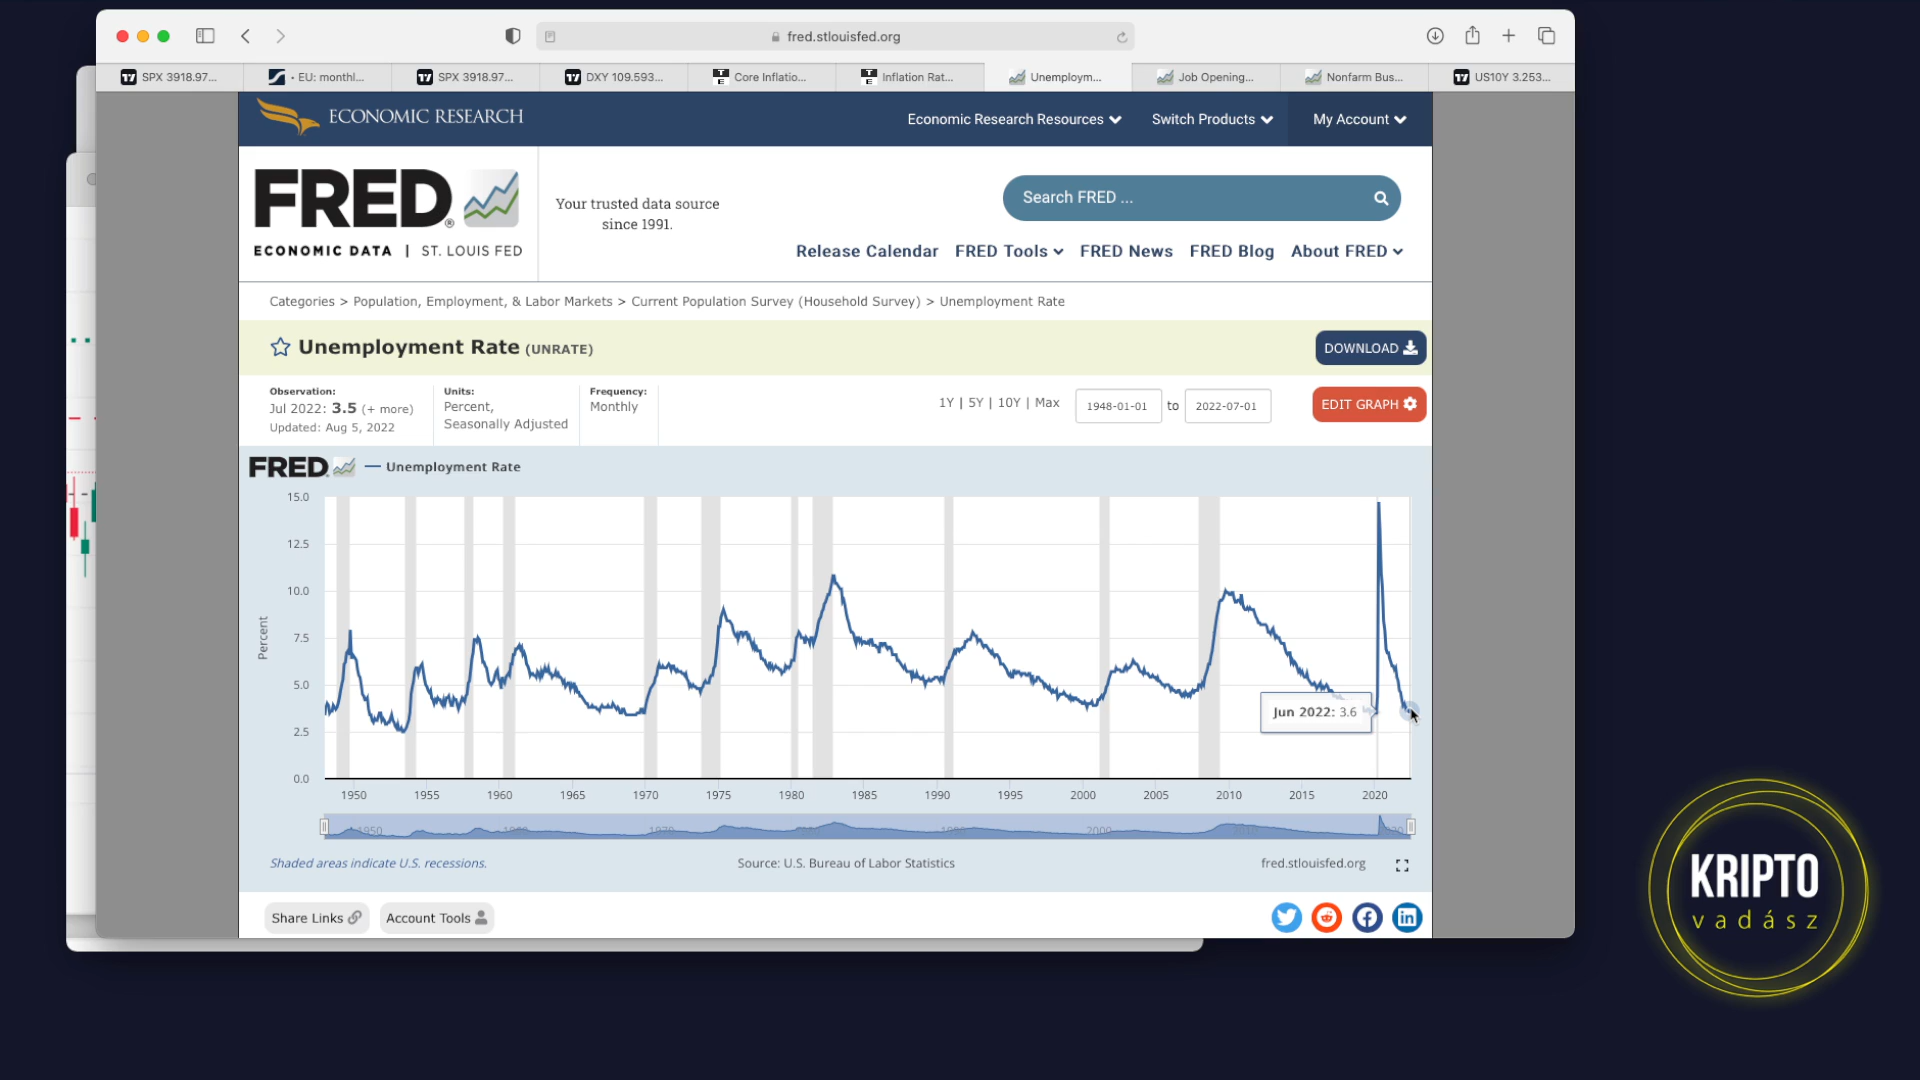 fred.stlouisfed.org
SPX 3918.97...
· EU: monthl...
SPX 3918.97...
DXY 109.593...
Core Inflatio...
Inflation Rat...
Unemploym...
Job Opening...
Nonfarm Bus...
US10Y 3.253...
ECONOMIC RESEARCH
Economic Research Resources
Switch Products
My Account
FRED®
ECONOMIC DATA | ST. LOUIS FED
Your trusted data source
since 1991.
Search FRED ...
Release Calendar
FRED Tools
FRED News
FRED Blog
About FRED
Categories > Population, Employment, & Labor Markets > Current Population Survey (Household Survey) > Unemployment Rate
Unemployment Rate (UNRATE)
DOWNLOAD
Observation:
Jul 2022: 3.5 (+ more)
Updated: Aug 5, 2022
Units:
Percent,
Seasonally Adjusted
Frequency:
Monthly
1Y | 5Y | 10Y | Max
1948-01-01
to
2022-07-01
EDIT GRAPH
FRED
Unemployment Rate
Percent
15.0
12.5
10.0
7.5
5.0
2.5
0.0
Jun 2022: 3.6
1950
1955
1960
1965
1970
1975
1980
1985
1990
1995
2000
2005
2010
2015
2020
1950
1960
1970
1990
2000
2010
Shaded areas indicate U.S. recessions.
Source: U.S. Bureau of Labor Statistics
fred.stlouisfed.org
Share Links
Account Tools
KRIPTO
vadász